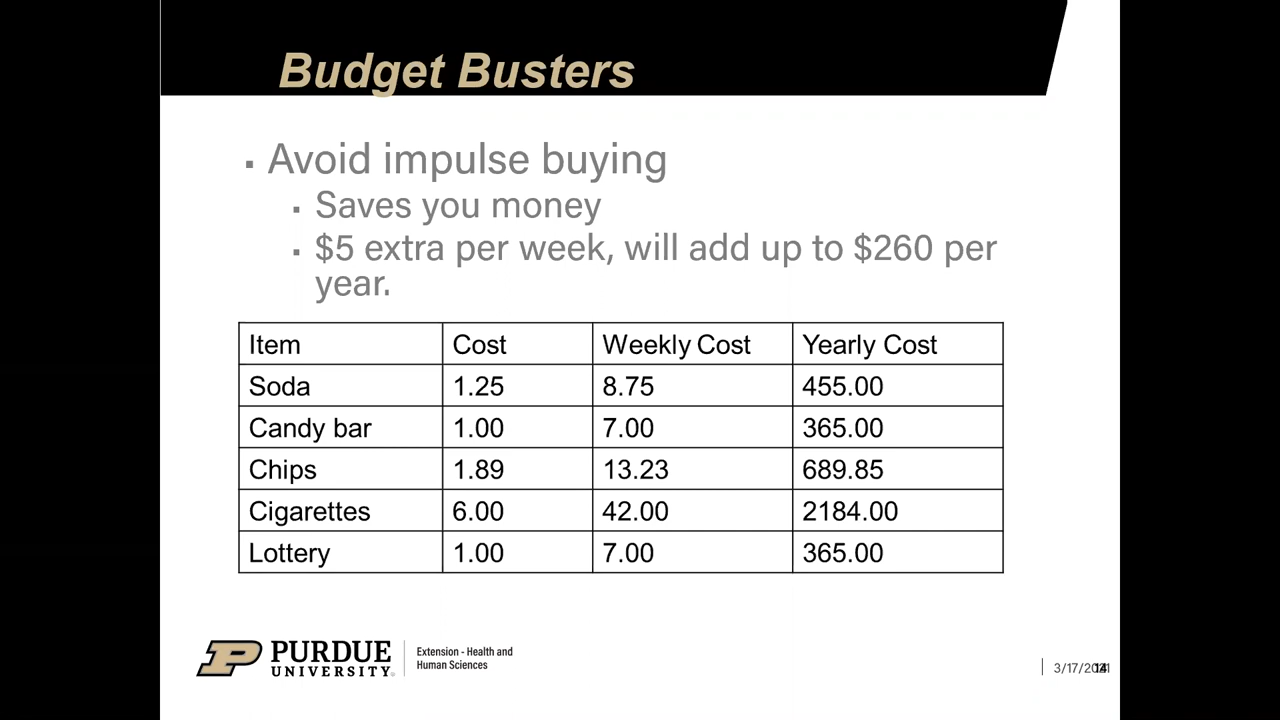 Budget Busters
▪ Avoid impulse buying
▪ Saves you money
▪ $5 extra per week, will add up to $260 per
year.
Item Cost Weekly Cost Yearly Cost
Soda 1.25 8.75 455.00
Candy bar 1.00 7.00 365.00
Chips 1.89 13.23 689.85
Cigarettes 6.00 42.00 2184.00
Lottery 1.00 7.00 365.00
PURDUE
UNIVERSITY®
Extension - Health and
Human Sciences
14